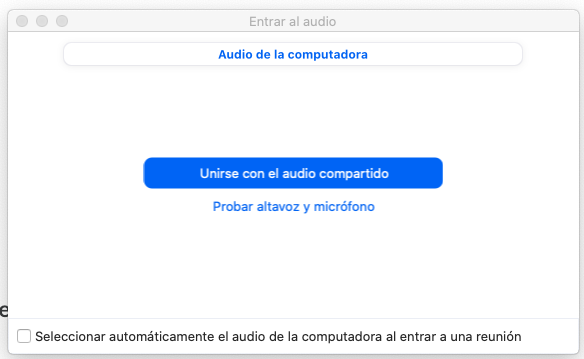 Entrar al audio
Audio de la computadora
Unirse con el audio compartido
Probar altavoz y micrófono
e
Seleccionar automáticamente el audio de la computadora al entrar a una reunión